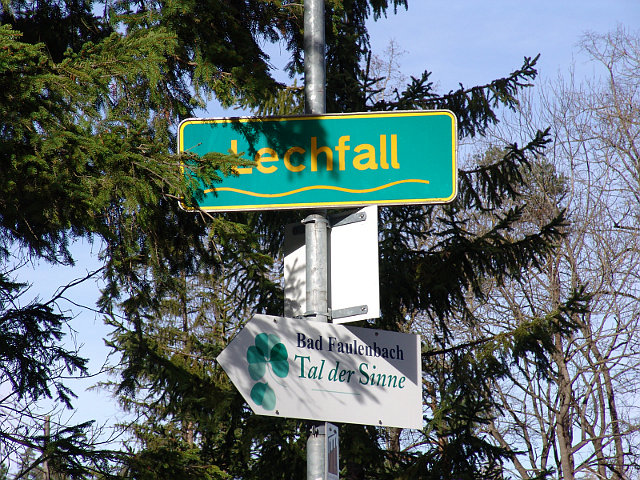 Lechfall
Bad Faulenbach
Tal der Sinne